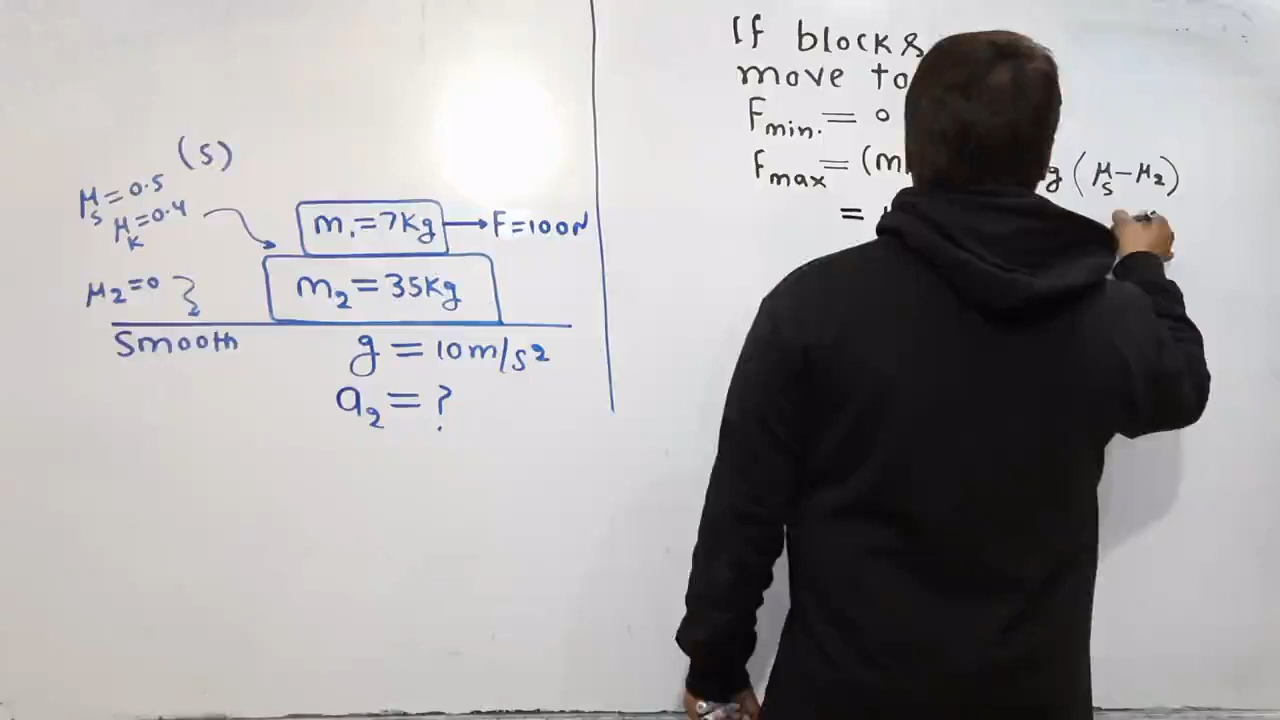 (S)
μs=0.5
μk=0.4
m1=7kg
F=100N
μ2=0
m2=35kg
Smooth
g=10m/s2
a2=?
If block&
move to
Fmin.=0
Fmax=(m g(μs-μ2)
=